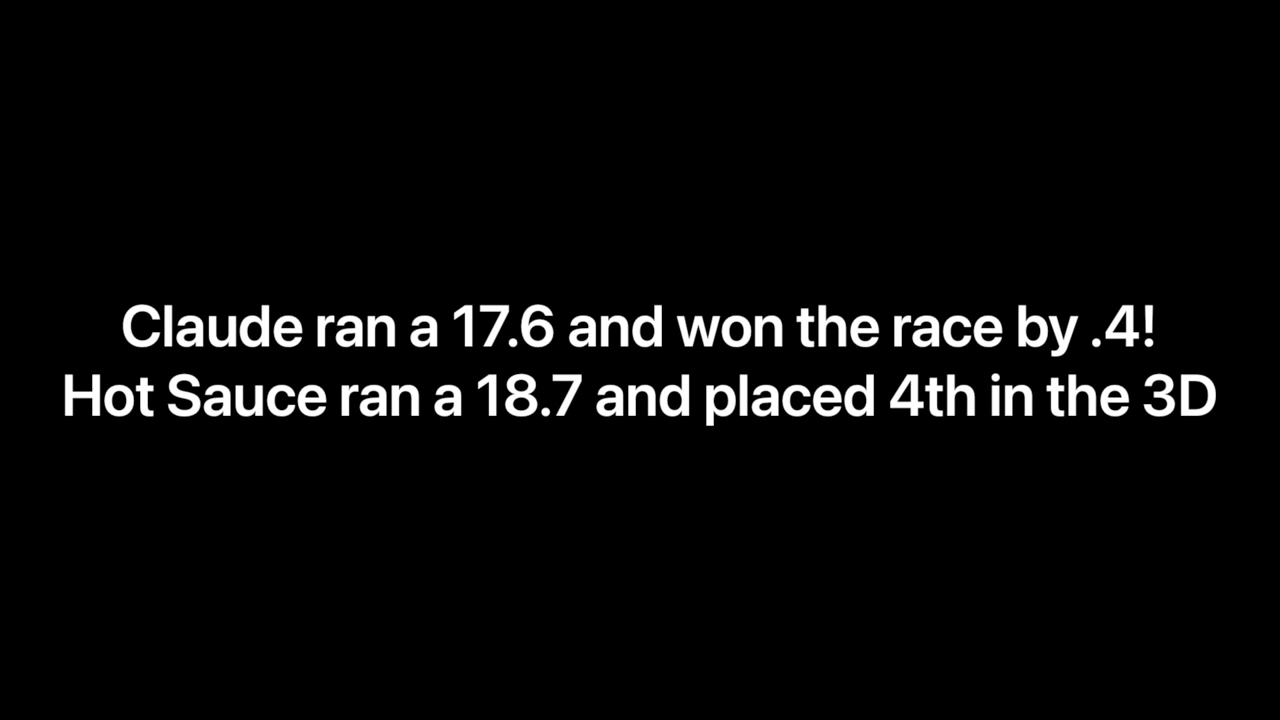 Claude ran a 17.6 and won the race by .4!
Hot Sauce ran a 18.7 and placed 4th in the 3D